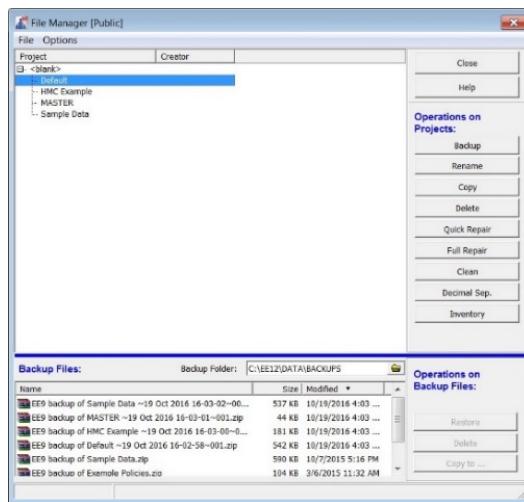 File Manager [Public]
File Options
Project Creator
<blank>
Default
HMC Example
MASTER
Sample Data
Close
Help
Operations on
Projects:
Backup
Rename
Copy
Delete
Quick Repair
Full Repair
Clean
Decimal Sep.
Inventory
Backup Files: Backup Folder: C:\EE12\DATA\BACKUPS
Name Size Modified
EE9 backup of Sample Data ~19 Oct 2016 16-03-02~00... 537 KB 10/19/2016 4:03 ...
EE9 backup of MASTER ~19 Oct 2016 16-03-01~001.zip 44 KB 10/19/2016 4:03 ...
EE9 backup of HMC Example ~19 Oct 2016 16-03-00~0... 181 KB 10/19/2016 4:03 ...
EE9 backup of Default ~19 Oct 2016 16-02-58~001.zip 542 KB 10/19/2016 4:03 ...
EE9 backup of Sample Data.zip 590 KB 10/7/2015 5:16 PM
EE9 backup of Example Policies.zip 104 KB 3/6/2015 11:32 AM
Operations on
Backup Files:
Restore
Delete
Copy to ...